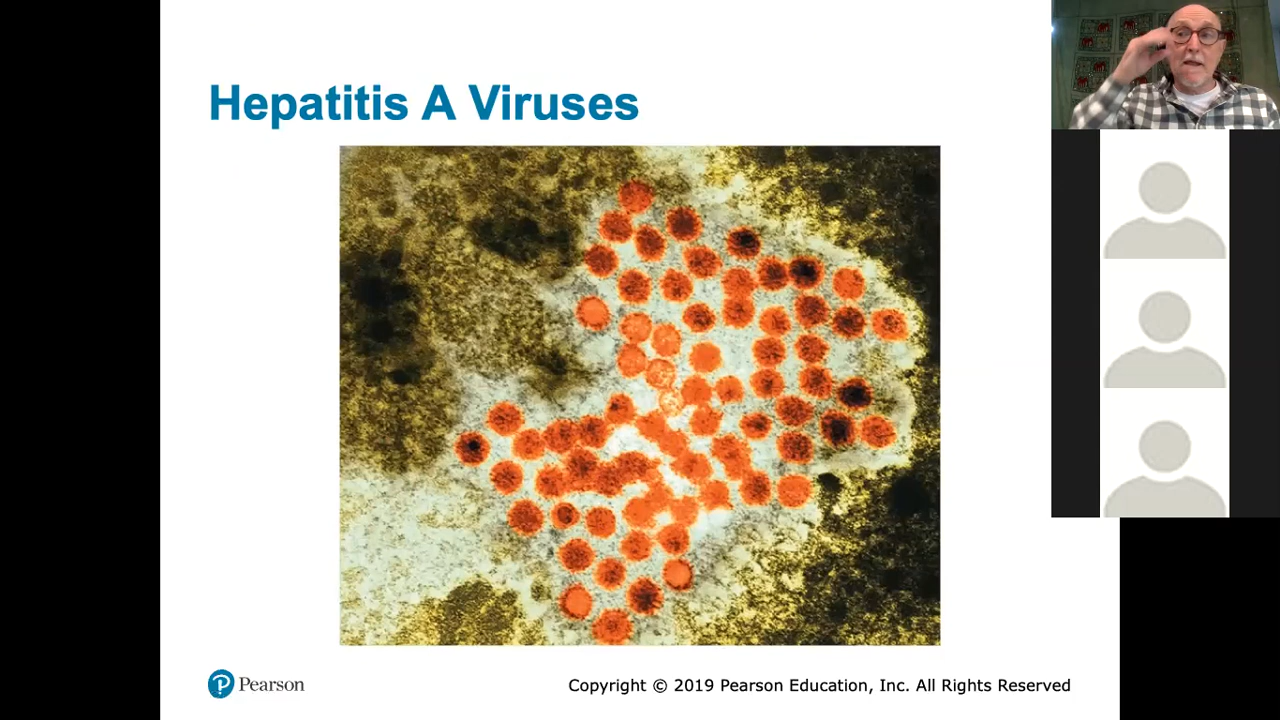 Hepatitis A Viruses
Pearson
Copyright © 2019 Pearson Education, Inc. All Rights Reserved